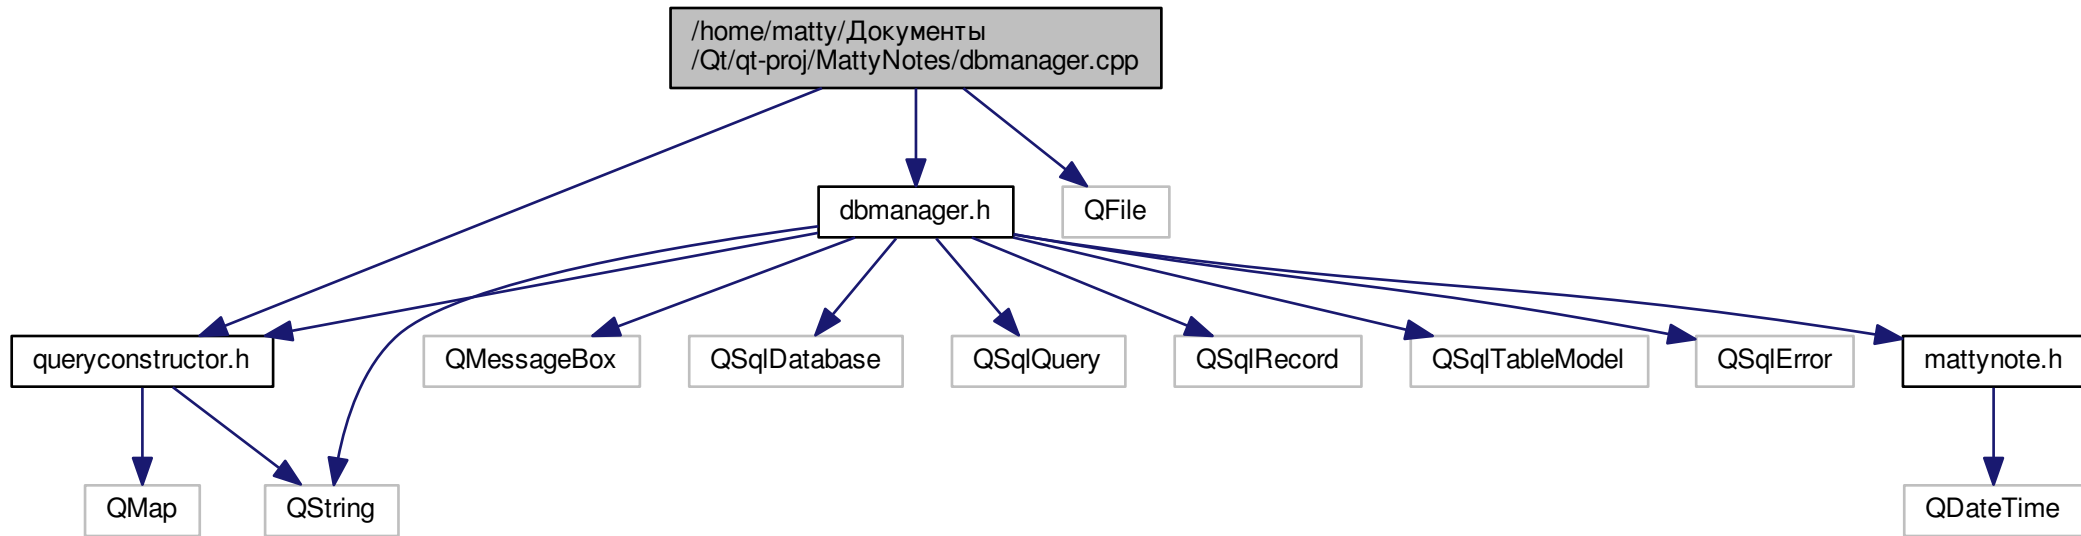 /home/matty/Документы
/Qt/qt-proj/MattyNotes/dbmanager.cpp
dbmanager.h
QFile
queryconstructor.h
QMessageBox
QSqlDatabase
QSqlQuery
QSqlRecord
QSqlTableModel
QSqlError
mattynote.h
QMap
QString
QDateTime